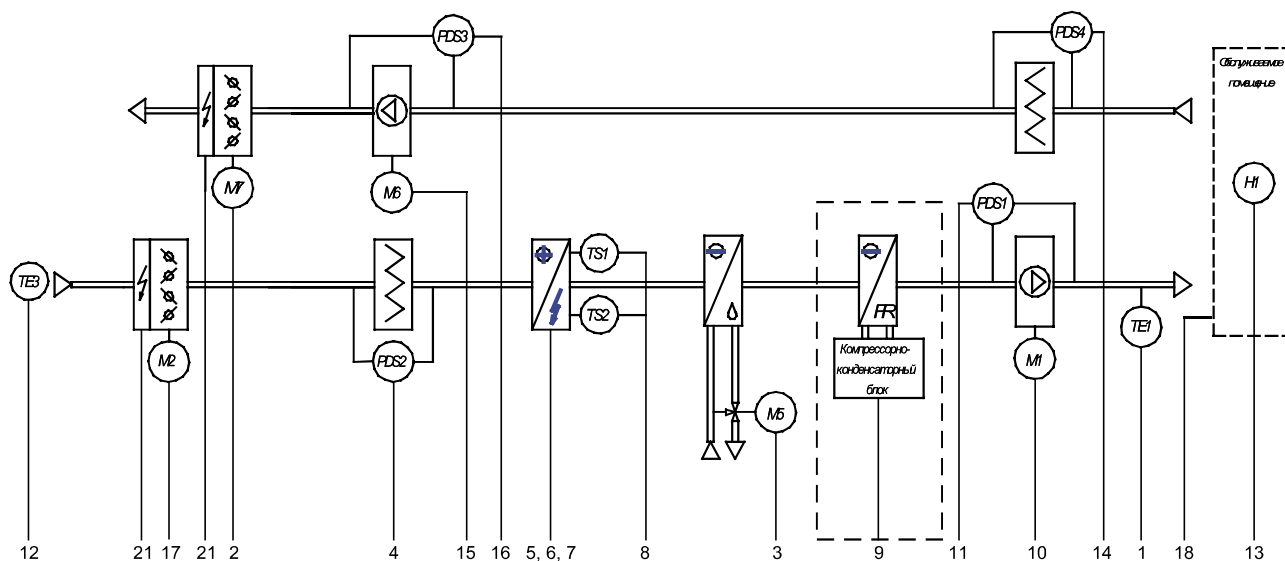 PDS3
PDS4
Обслуживаемое
помещение
M7
M6
H1
PDS1
TE3
TS1
TS2
FR
TE1
M2
PDS2
Компрессорно-
конденсаторный
блок
M1
M5
12 21 17 21 2 4 15 16 5, 6, 7 8 3 9 11 10 14 1 18 13